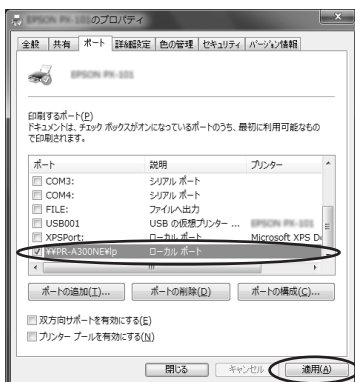 EPSON PX-101のプロパティ
全般 共有 ポート 詳細設定 色の管理 セキュリティ バージョン情報
EPSON PX-101
印刷するポート(P)
ドキュメントは、チェック ボックスがオンになっているポートのうち、最初に利用可能なもの
で印刷されます。
ポート 説明 プリンター
COM3: シリアル ポート
COM4: シリアル ポート
FILE: ファイルへ出力
USB001 USB の仮想プリンター ... EPSON PX-101
XPSPort: ローカル ポート Microsoft XPS D
¥¥PR-A300NE¥lp ローカル ポート
ポートの追加(T)... ポートの削除(D) ポートの構成(C)...
双方向サポートを有効にする(E)
プリンター プールを有効にする(N)
閉じる キャンセル 適用(A)